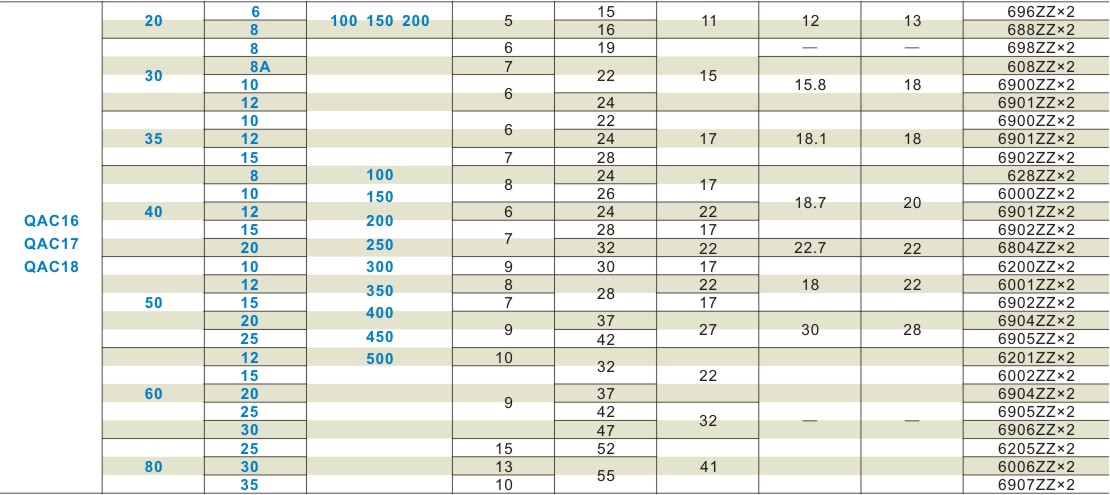 20 6 100 150 200 5 15 11 12 13 696ZZ×2
8 16 688ZZ×2
8 6 19 — — 698ZZ×2
30 8A 7 22 15 15.8 18 608ZZ×2
10 6 6900ZZ×2
12 24 6901ZZ×2
10 6 22 6900ZZ×2
35 12 24 17 18.1 18 6901ZZ×2
15 7 28 6902ZZ×2
8 100 8 24 17 18.7 20 628ZZ×2
10 150 26 6000ZZ×2
QAC16 40 12 200 6 24 22 6901ZZ×2
15 7 28 17 6902ZZ×2
QAC17 20 250 32 22 22.7 22 6804ZZ×2
QAC18 10 300 9 30 17 6200ZZ×2
12 350 8 28 22 18 22 6001ZZ×2
50 15 400 7 17 6902ZZ×2
20 9 37 27 30 28 6904ZZ×2
25 450 42 6905ZZ×2
12 500 10 32 6201ZZ×2
15 22 6002ZZ×2
60 20 9 37 6904ZZ×2
25 42 32 — — 6905ZZ×2
30 47 6906ZZ×2
25 15 52 6205ZZ×2
80 30 13 55 41 6006ZZ×2
35 10 6907ZZ×2